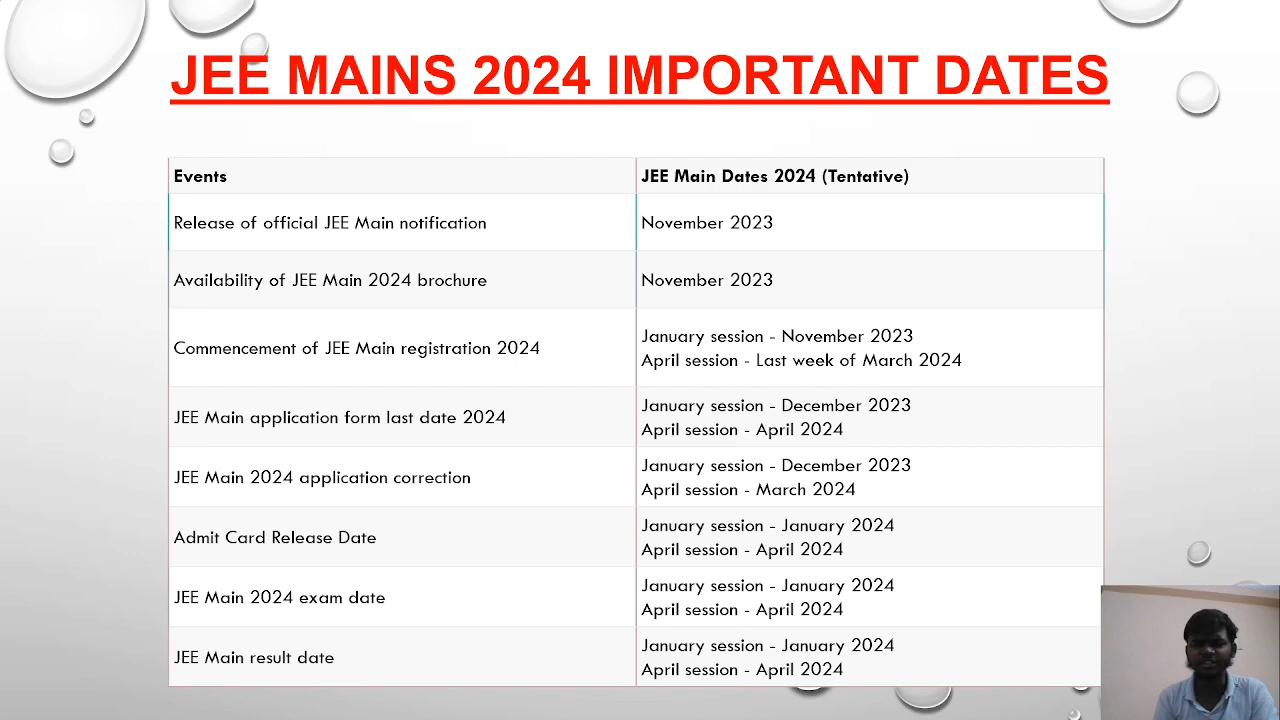 JEE MAINS 2024 IMPORTANT DATES
Events
JEE Main Dates 2024 (Tentative)
Release of official JEE Main notification
November 2023
Availability of JEE Main 2024 brochure
November 2023
Commencement of JEE Main registration 2024
January session - November 2023
April session - Last week of March 2024
JEE Main application form last date 2024
January session - December 2023
April session - April 2024
JEE Main 2024 application correction
January session - December 2023
April session - March 2024
Admit Card Release Date
January session - January 2024
April session - April 2024
JEE Main 2024 exam date
January session - January 2024
April session - April 2024
JEE Main result date
January session - January 2024
April session - April 2024